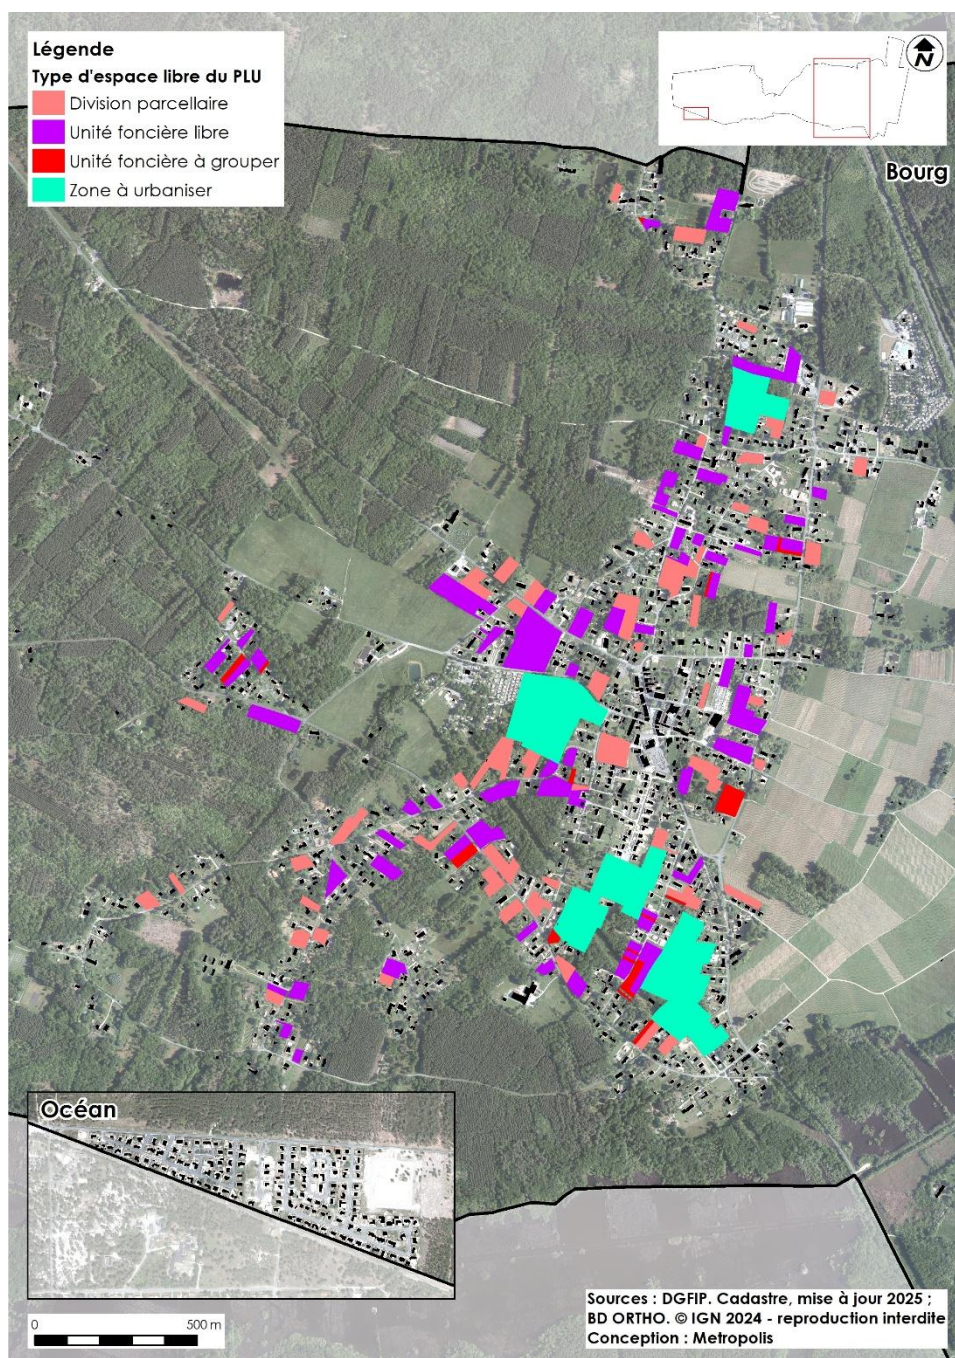 Légende
Type d'espace libre du PLU
Division parcellaire
Unité foncière libre
Unité foncière à grouper
Zone à urbaniser
N
Bourg
Océan
0 500 m
Sources : DGFIP. Cadastre, mise à jour 2025 ;
BD ORTHO. © IGN 2024 - reproduction interdite
Conception : Metropolis